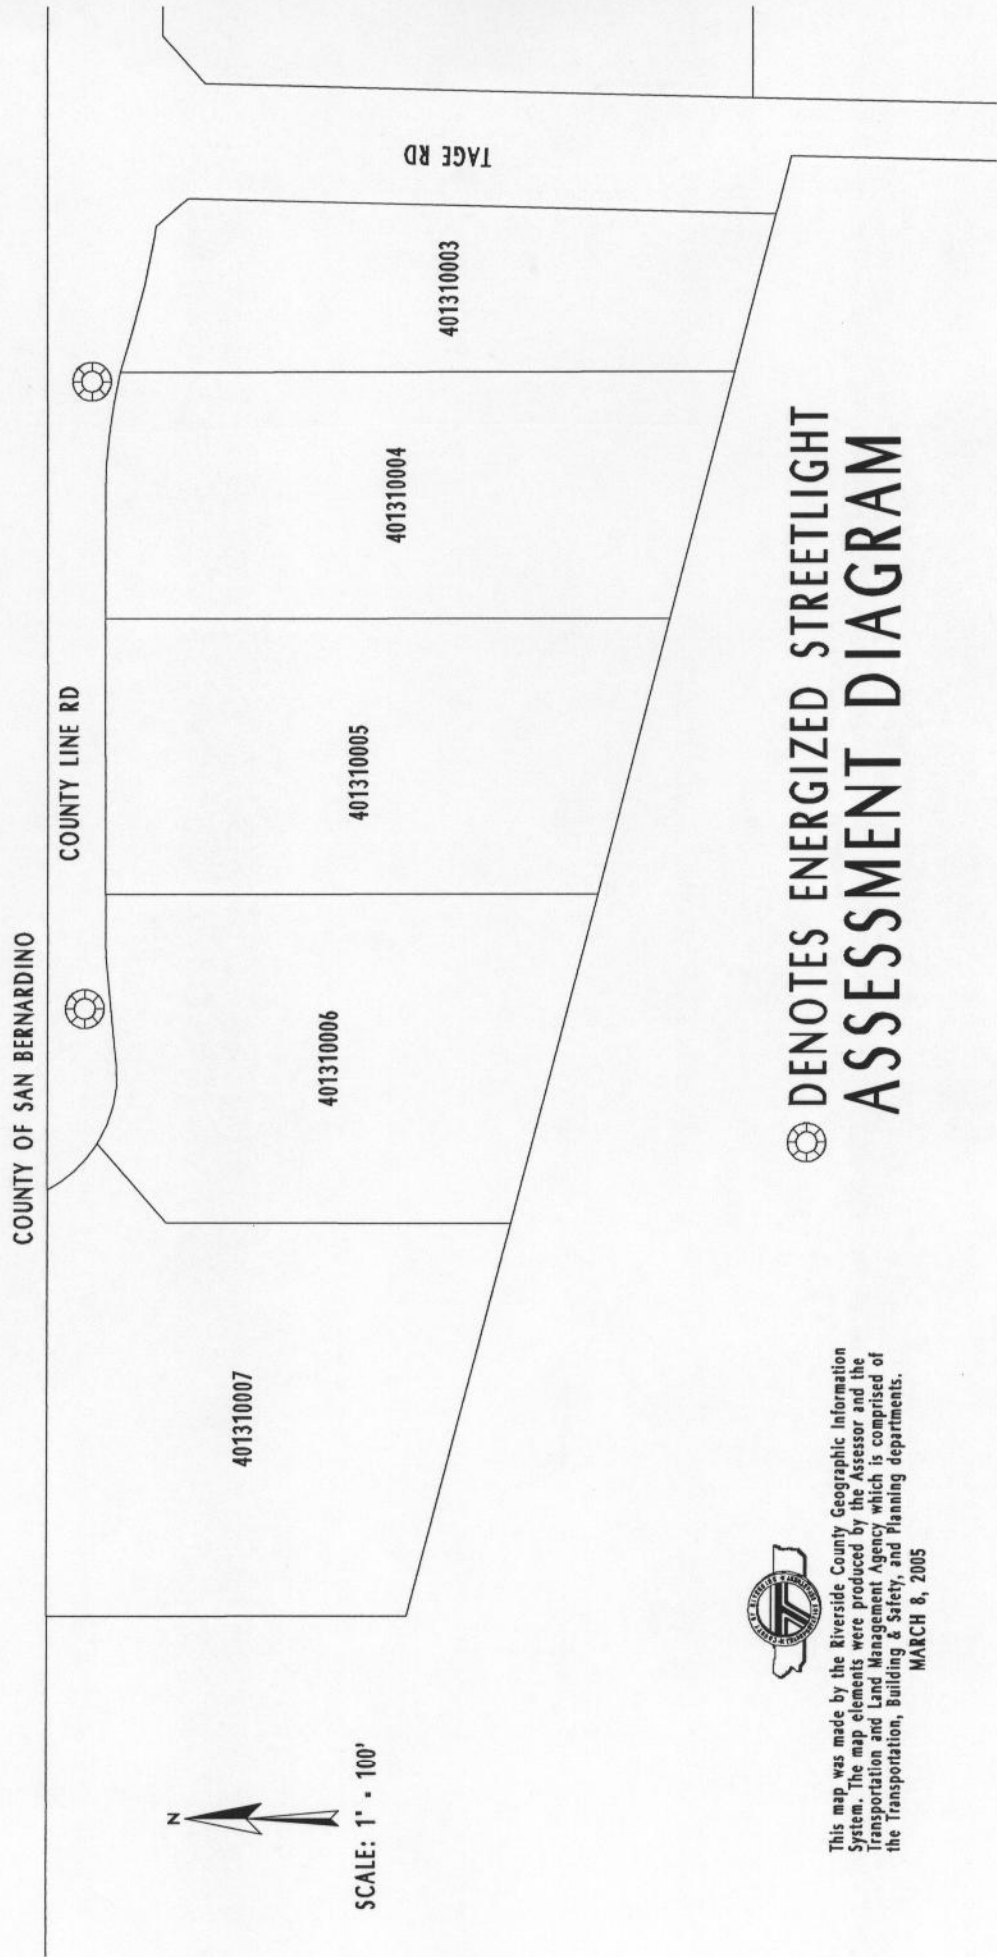 COUNTY OF SAN BERNARDINO
COUNTY LINE RD
TAGE RD
401310007
401310006
401310005
401310004
401310003
N
SCALE: 1" = 100'
DENOTES ENERGIZED STREETLIGHT
ASSESSMENT DIAGRAM
This map was made by the Riverside County Geographic Information
System. The map elements were produced by the Assessor and the
Transportation and Land Management Agency which is comprised of
the Transportation, Building & Safety, and Planning departments.
MARCH 8, 2005